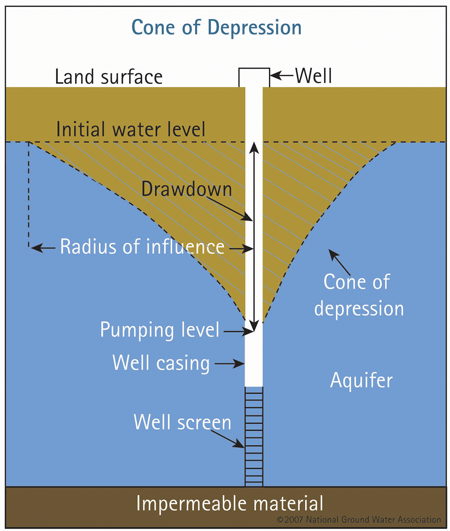 Cone of Depression
Land surface
Well
Initial water level
Drawdown
Radius of influence
Cone of
depression
Pumping level
Well casing
Aquifer
Well screen
Impermeable material
©2007 National Ground Water Association